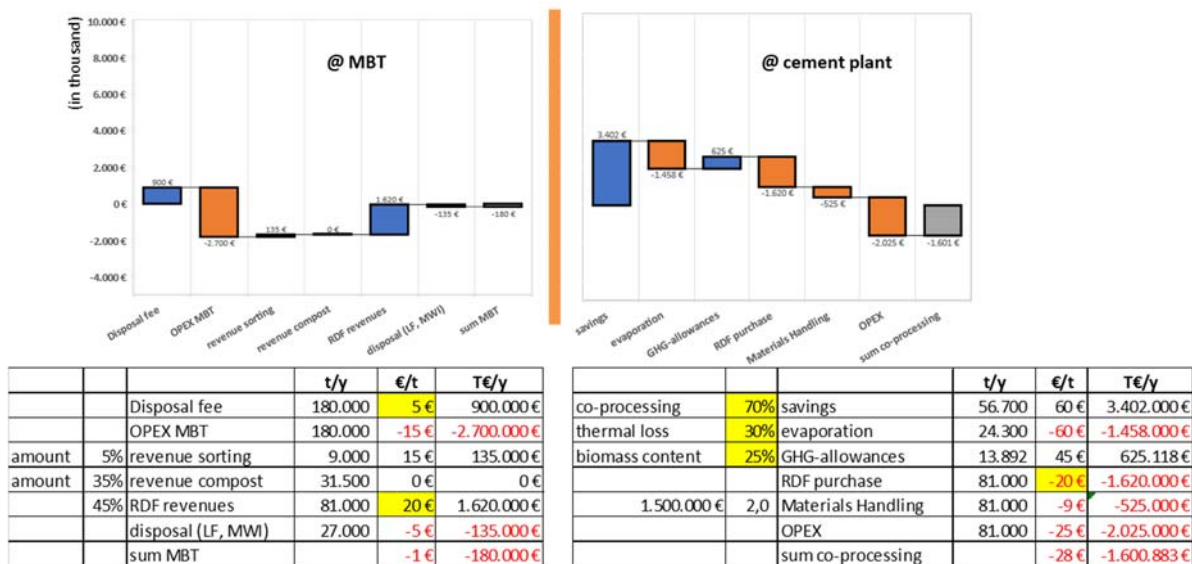 (in thousand)
10.000 €
8.000 €
6.000 €
4.000 €
2.000 €
0 €
-2.000 €
-4.000 €
@ MBT
900 €
-2.700 €
135 €
0 €
1.620 €
-135 €
-180 €
Disposal fee
OPEX MBT
revenue sorting
revenue compost
RDF revenues
disposal (LF, MWI)
sum MBT
@ cement plant
3.402 €
-1.458 €
625 €
-1.620 €
-525 €
-2.025 €
-1.601 €
savings
evaporation
GHG-allowances
RDF purchase
Materials Handling
OPEX
sum co-processing
t/y €/t T€/y
Disposal fee 180.000 5 € 900.000 €
OPEX MBT 180.000 -15 € -2.700.000 €
amount 5% revenue sorting 9.000 15 € 135.000 €
amount 35% revenue compost 31.500 0 € 0 €
45% RDF revenues 81.000 20 € 1.620.000 €
disposal (LF, MWI) 27.000 -5 € -135.000 €
sum MBT -1 € -180.000 €
t/y €/t T€/y
co-processing 70% savings 56.700 60 € 3.402.000 €
thermal loss 30% evaporation 24.300 -60 € -1.458.000 €
biomass content 25% GHG-allowances 13.892 45 € 625.118 €
RDF purchase 81.000 -20 € -1.620.000 €
1.500.000 € 2,0 Materials Handling 81.000 -9 € -525.000 €
OPEX 81.000 -25 € -2.025.000 €
sum co-processing -28 € -1.600.883 €